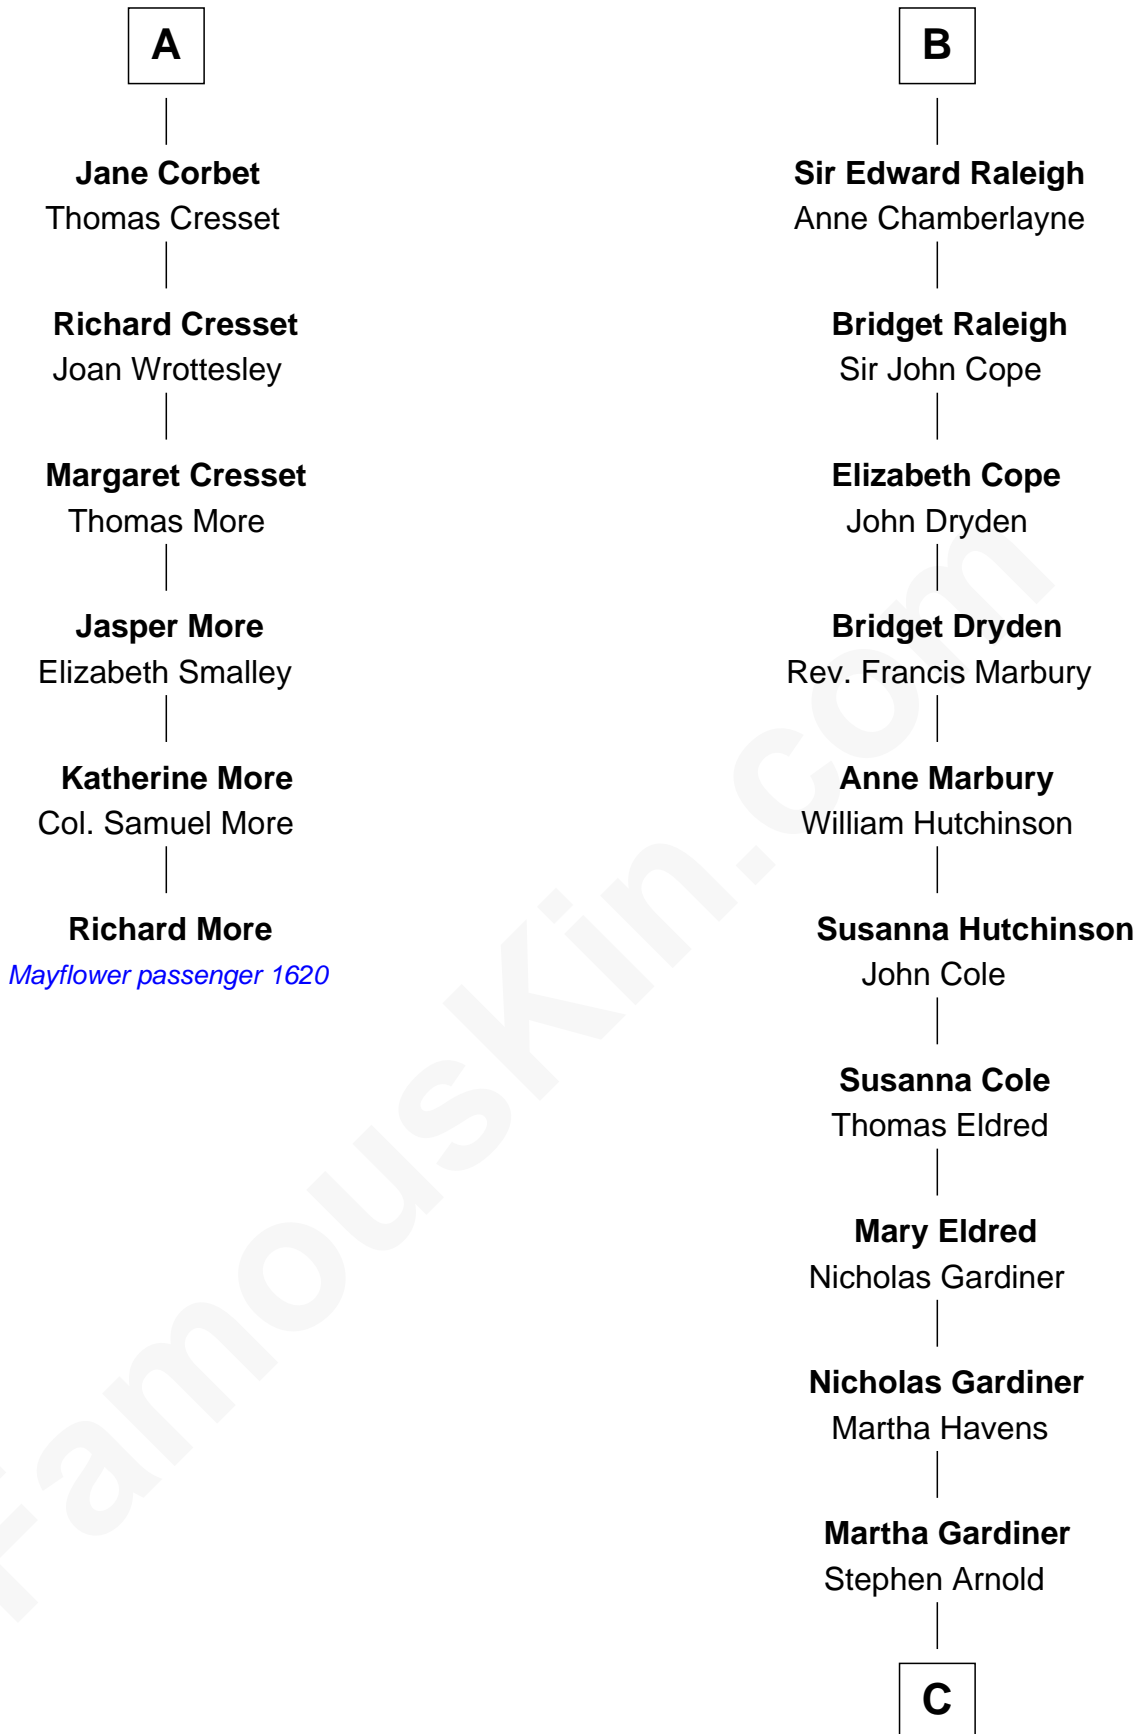 A
Jane Corbet
Thomas Cresset
Richard Cresset
Joan Wrottesley
Margaret Cresset
Thomas More
Jasper More
Elizabeth Smalley
Katherine More
Col. Samuel More
Richard More
Mayflower passenger 1620
B
Sir Edward Raleigh
Anne Chamberlayne
Bridget Raleigh
Sir John Cope
Elizabeth Cope
John Dryden
Bridget Dryden
Rev. Francis Marbury
Anne Marbury
William Hutchinson
Susanna Hutchinson
John Cole
Susanna Cole
Thomas Eldred
Mary Eldred
Nicholas Gardiner
Nicholas Gardiner
Martha Havens
Martha Gardiner
Stephen Arnold
C
FamousKin.com